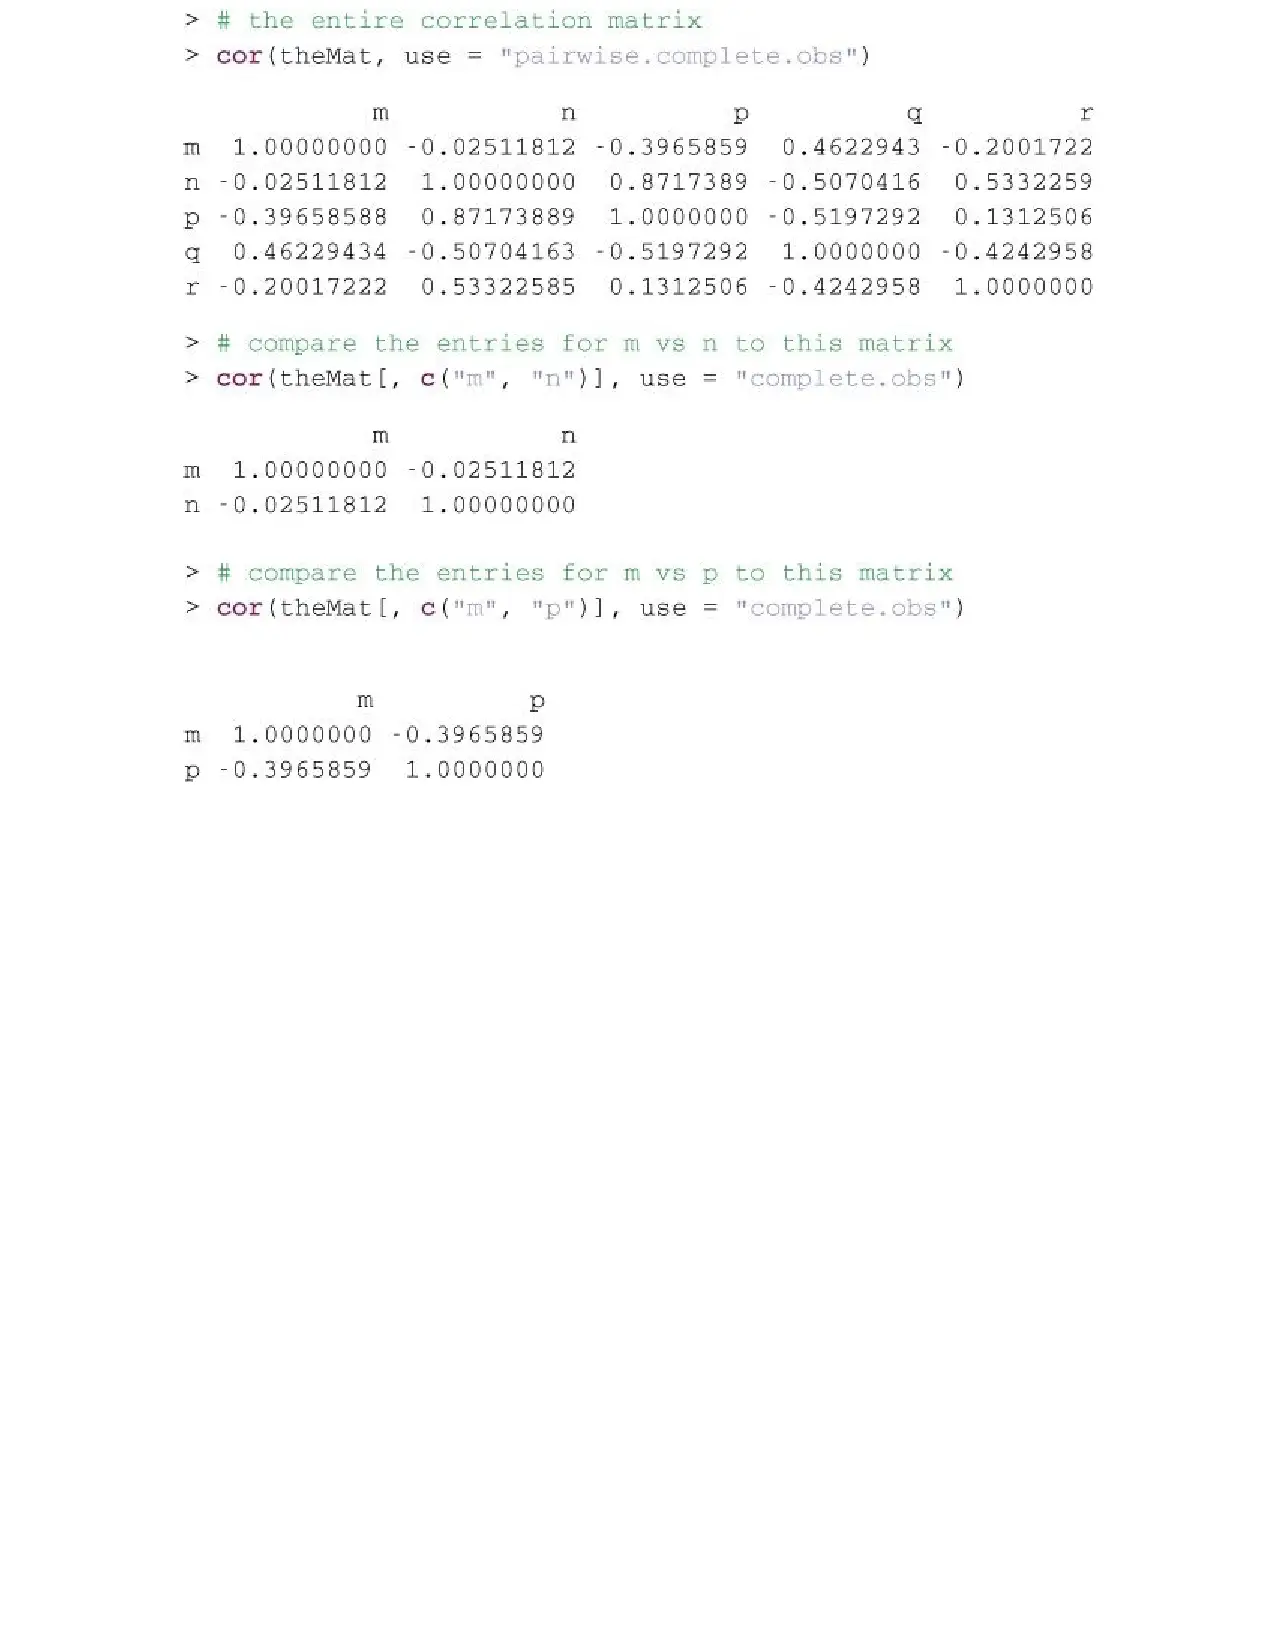 > # the entire correlation matrix
> cor(theMat, use = "pairwise.complete.obs")
m n p q r
m 1.00000000 -0.02511812 -0.3965859 0.4622943 -0.2001722
n -0.02511812 1.00000000 0.8717389 -0.5070416 0.5332259
p -0.39658588 0.87173889 1.0000000 -0.5197292 0.1312506
q 0.46229434 -0.50704163 -0.5197292 1.0000000 -0.4242958
r -0.20017222 0.53322585 0.1312506 -0.4242958 1.0000000
> # compare the entries for m vs n to this matrix
> cor(theMat[, c("m", "n")], use = "complete.obs")
m n
m 1.00000000 -0.02511812
n -0.02511812 1.00000000
> # compare the entries for m vs p to this matrix
> cor(theMat[, c("m", "p")], use = "complete.obs")
m p
m 1.0000000 -0.3965859
p -0.3965859 1.0000000